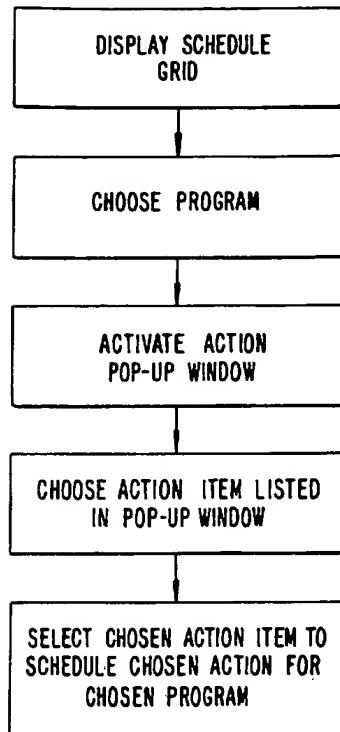 DISPLAY SCHEDULE
GRID
CHOOSE PROGRAM
ACTIVATE ACTION
POP-UP WINDOW
CHOOSE ACTION ITEM LISTED
IN POP-UP WINDOW
SELECT CHOSEN ACTION ITEM TO
SCHEDULE CHOSEN ACTION FOR
CHOSEN PROGRAM